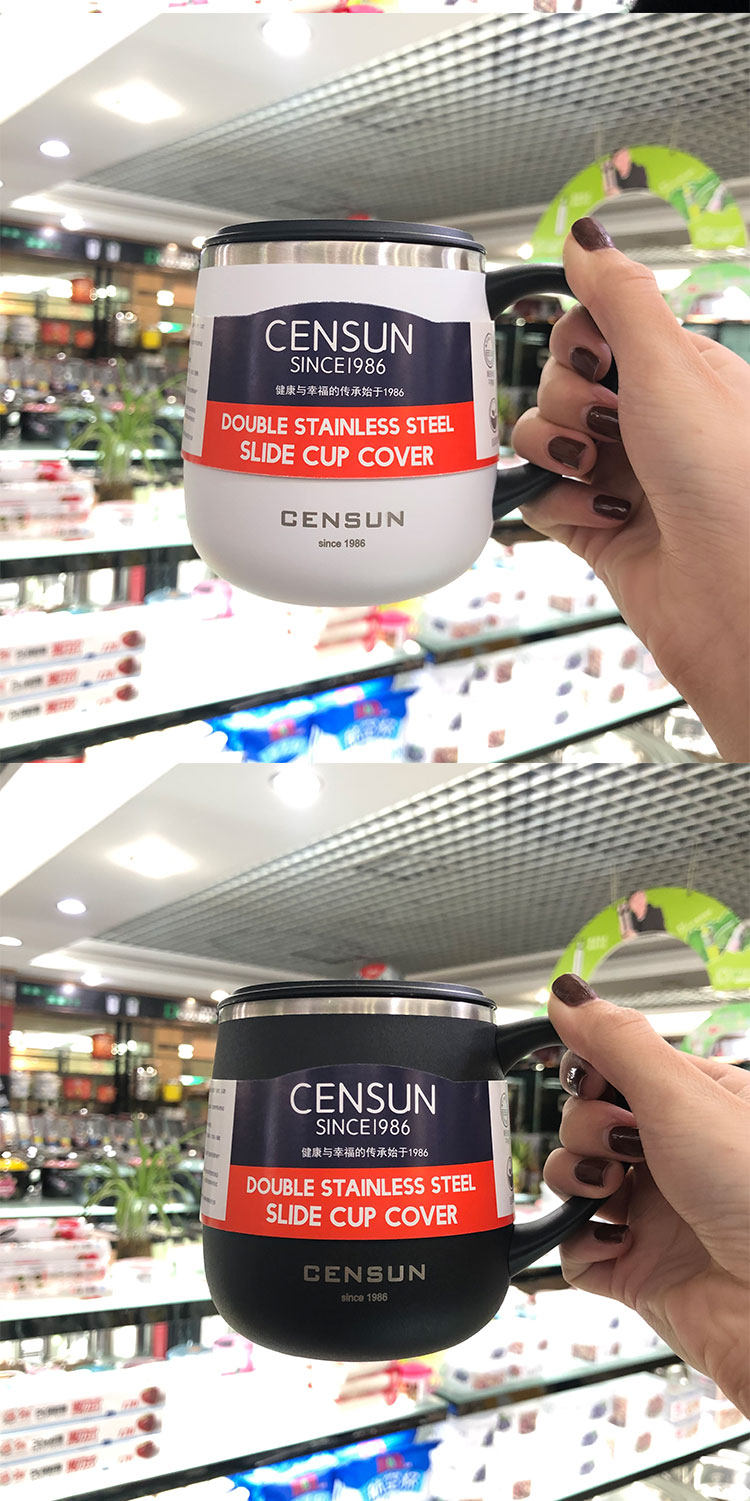 CENSUN
SINCE1986
健康与幸福的传承始于1986
DOUBLE STAINLESS STEEL
SLIDE CUP COVER
CENSUN
since 1986
CENSUN
SINCE1986
健康与幸福的传承始于1986
DOUBLE STAINLESS STEEL
SLIDE CUP COVER
CENSUN
since 1986